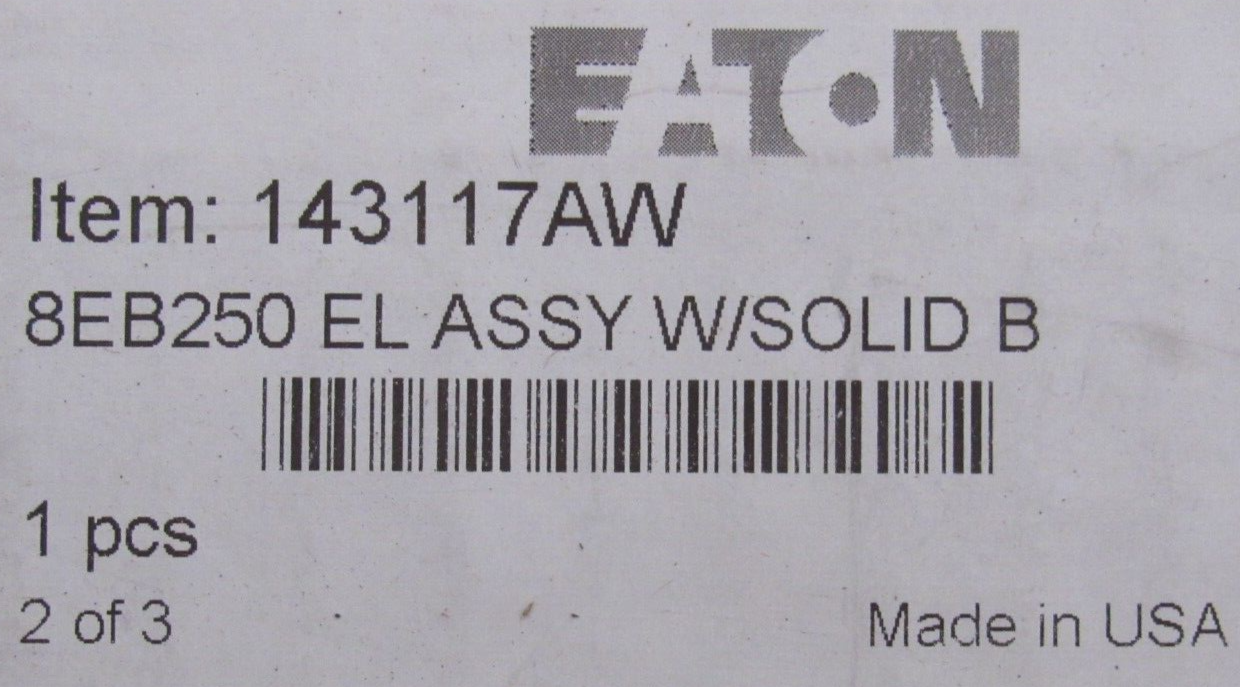 EATON
Item: 143117AW
8EB250 EL ASSY W/SOLID B
1 pcs
2 of 3
Made in USA